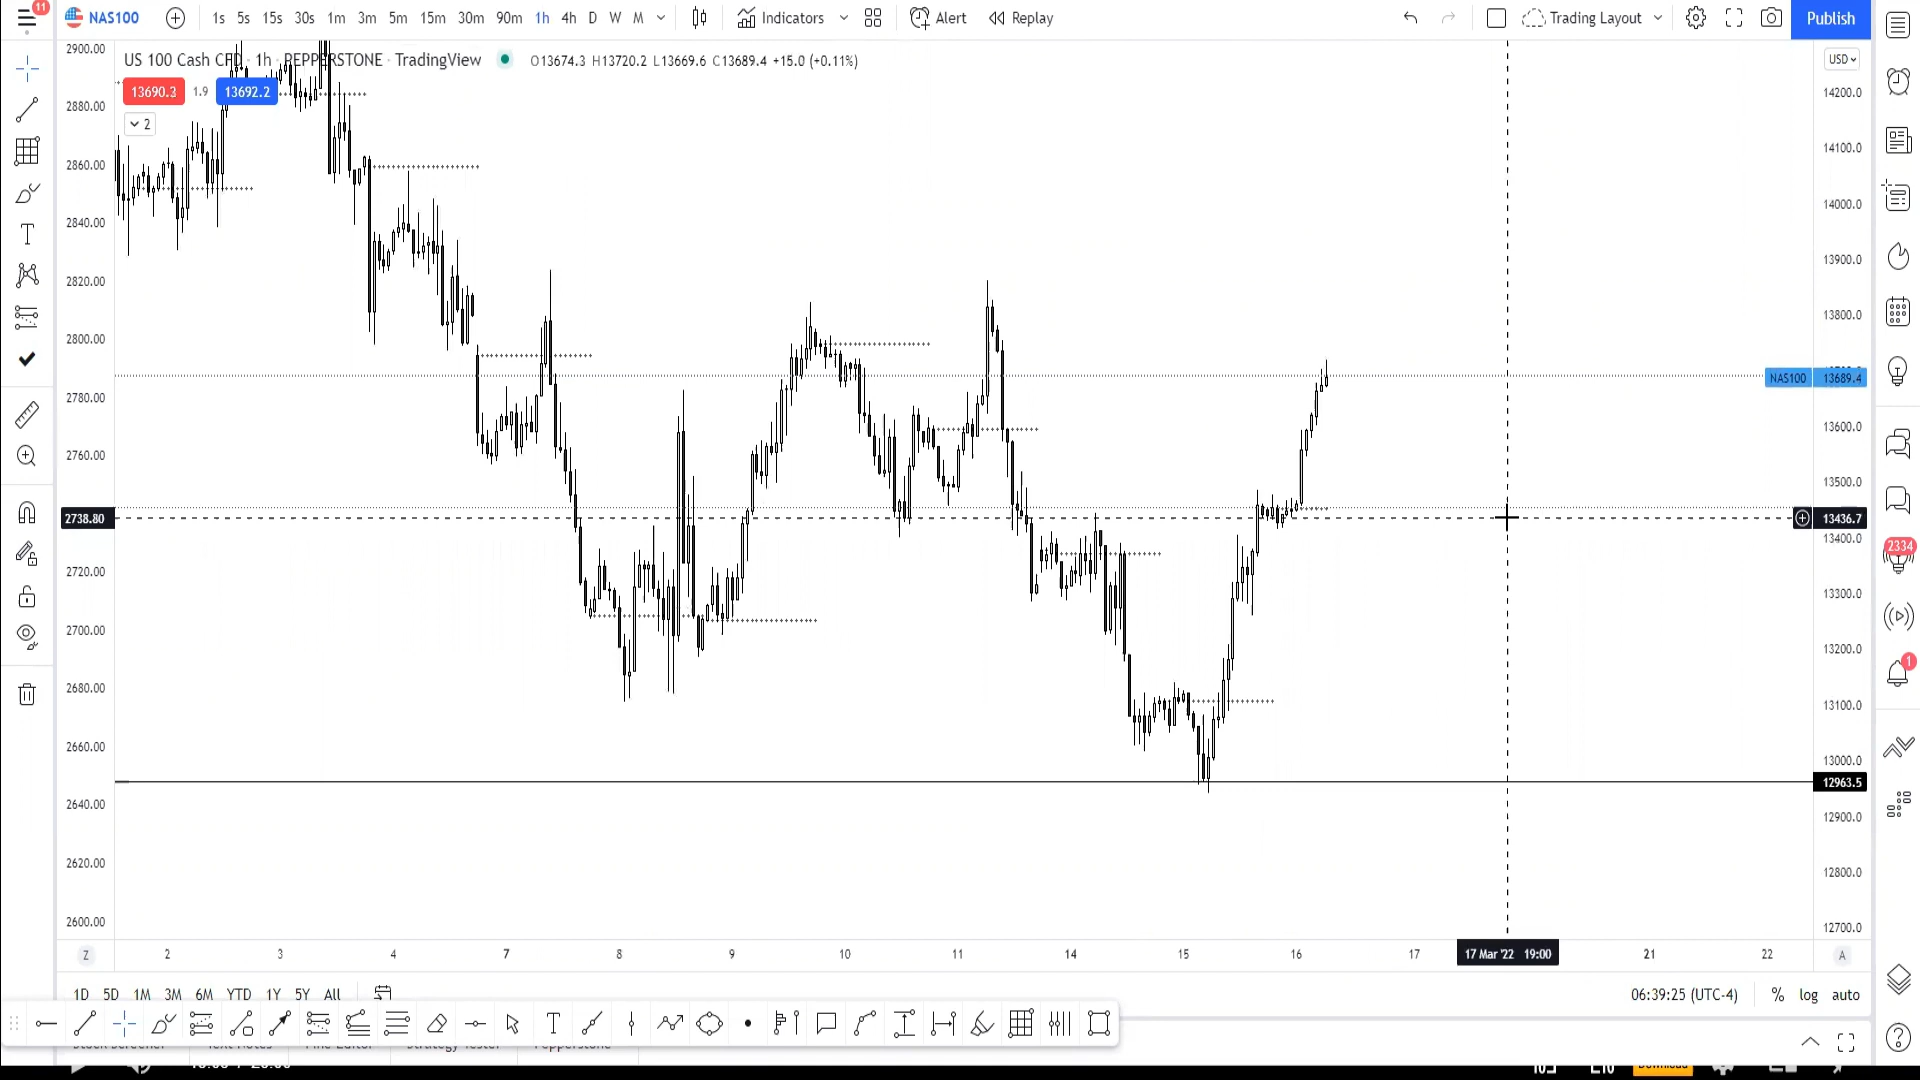 11
NAS100
1s 5s 15s 30s 1m 3m 5m 15m 30m 90m 1h 4h D W M
Indicators
Alert
Replay
Trading Layout
Publish
US 100 Cash CFD · 1h · PEPPERSTONE · TradingView
O13674.3 H13720.2 L13669.6 C13689.4 +15.0 (+0.11%)
USD
13690.3 1.9 13692.2
2
2900.00
2880.00
2860.00
2840.00
2820.00
2800.00
2780.00
2760.00
2738.80
2720.00
2700.00
2680.00
2660.00
2640.00
2620.00
2600.00
14200.0
14100.0
14000.0
13900.0
13800.0
NAS100 13689.4
13600.0
13500.0
13436.7
13400.0
13300.0
13200.0
13100.0
13000.0
12963.5
12900.0
12800.0
12700.0
2334
1
Z 2 3 4 7 8 9 10 11 14 15 16 17 17 Mar '22 19:00 21 22 A
1D 5D 1M 3M 6M YTD 1Y 5Y All
06:39:25 (UTC-4) % log auto
T
T